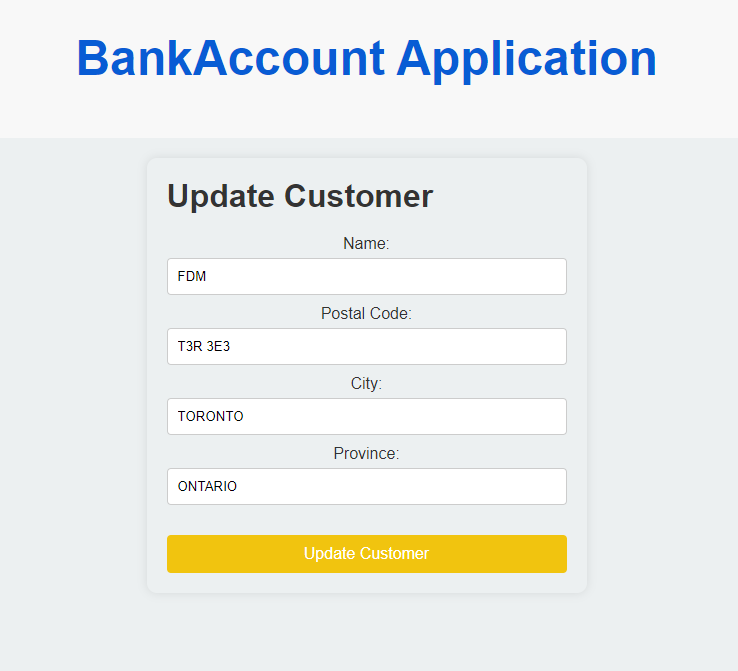 BankAccount Application
Update Customer
Name:
FDM
Postal Code:
T3R 3E3
City:
TORONTO
Province:
ONTARIO
Update Customer